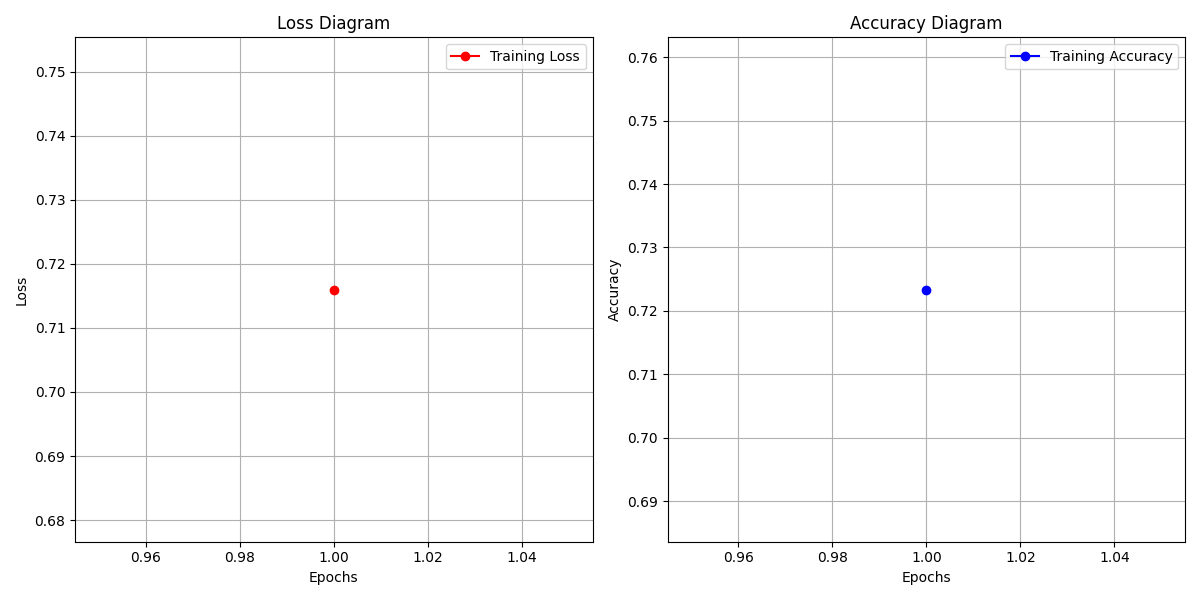 Loss Diagram
Training Loss
0.75
0.74
0.73
0.72
0.71
0.70
0.69
0.68
Loss
0.96 0.98 1.00 1.02 1.04
Epochs
Accuracy Diagram
Training Accuracy
0.76
0.75
0.74
0.73
0.72
0.71
0.70
0.69
Accuracy
0.96 0.98 1.00 1.02 1.04
Epochs